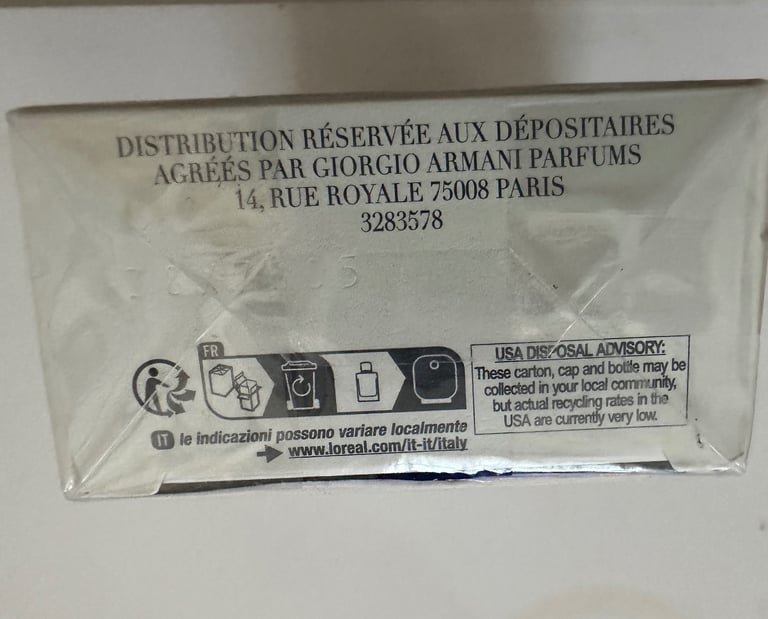 DISTRIBUTION RÉSERVÉE AUX DÉPOSITAIRES
AGRÉÉS PAR GIORGIO ARMANI PARFUMS
14, RUE ROYALE 75008 PARIS
3283578
FR
USA DISPOSAL ADVISORY:
These carton, cap and bottle may be
collected in your local community,
but actual recycling rates in the
USA are currently very low.
IT le indicazioni possono variare localmente
www.loreal.com/it-it/italy